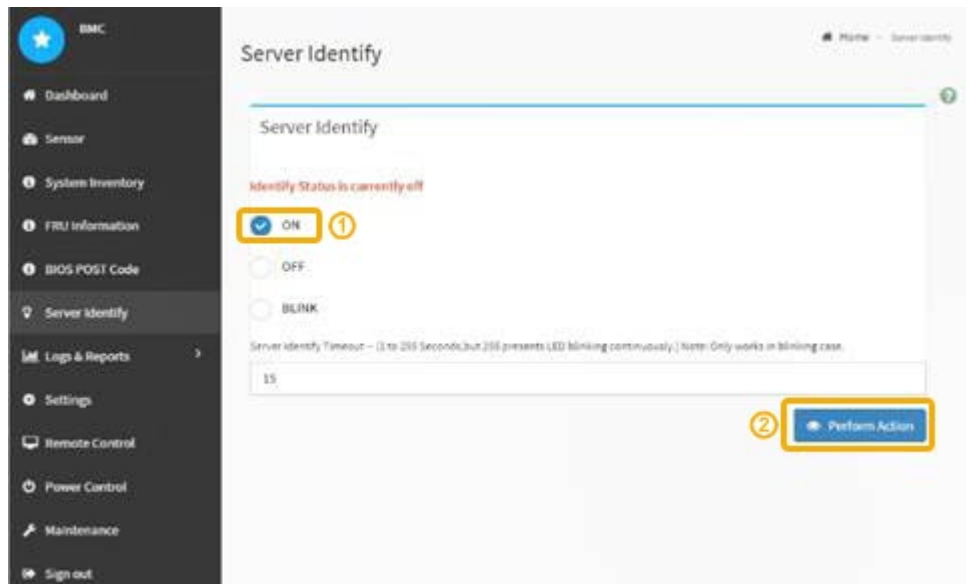 BMC
Dashboard
Sensor
System Inventory
FRU Information
BIOS POST Code
Server Identify
Logs & Reports
Settings
Remote Control
Power Control
Maintenance
Sign out
Home - Server Identify
Server Identify
Server Identify
Identify Status is currently off
ON
1
OFF
BLINK
Server Identify Timeout – (1 to 255 Seconds,but 255 presents LED blinking continuously.) Note: Only works in blinking case.
15
2
Perform Action